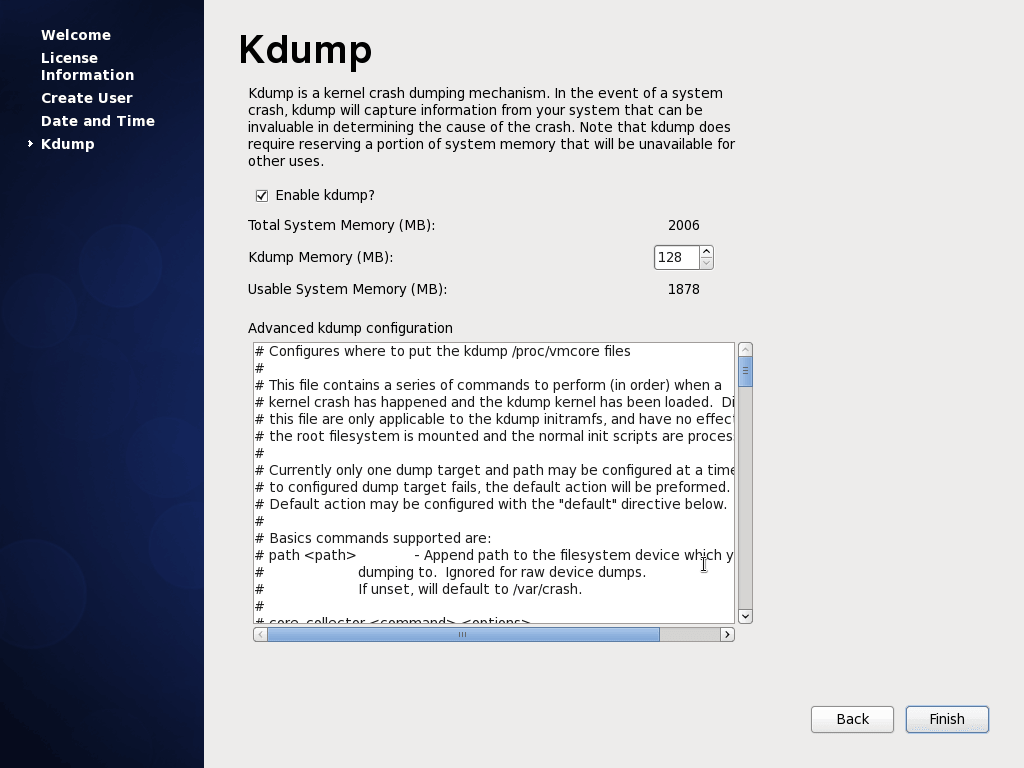 Welcome
License
Information
Create User
Date and Time
Kdump
Kdump
Kdump is a kernel crash dumping mechanism. In the event of a system
crash, kdump will capture information from your system that can be
invaluable in determining the cause of the crash. Note that kdump does
require reserving a portion of system memory that will be unavailable for
other uses.
Enable kdump?
Total System Memory (MB): 2006
Kdump Memory (MB): 128
Usable System Memory (MB): 1878
Advanced kdump configuration
# Configures where to put the kdump /proc/vmcore files
#
# This file contains a series of commands to perform (in order) when a
# kernel crash has happened and the kdump kernel has been loaded.  Di
# this file are only applicable to the kdump initramfs, and have no effec
# the root filesystem is mounted and the normal init scripts are proces
#
# Currently only one dump target and path may be configured at a time
# to configured dump target fails, the default action will be preformed.
# Default action may be configured with the "default" directive below.
#
# Basics commands supported are:
# path <path> - Append path to the filesystem device which y
# dumping to.  Ignored for raw device dumps.
# If unset, will default to /var/crash.
#
# core_collector <command> <options>
Back
Finish